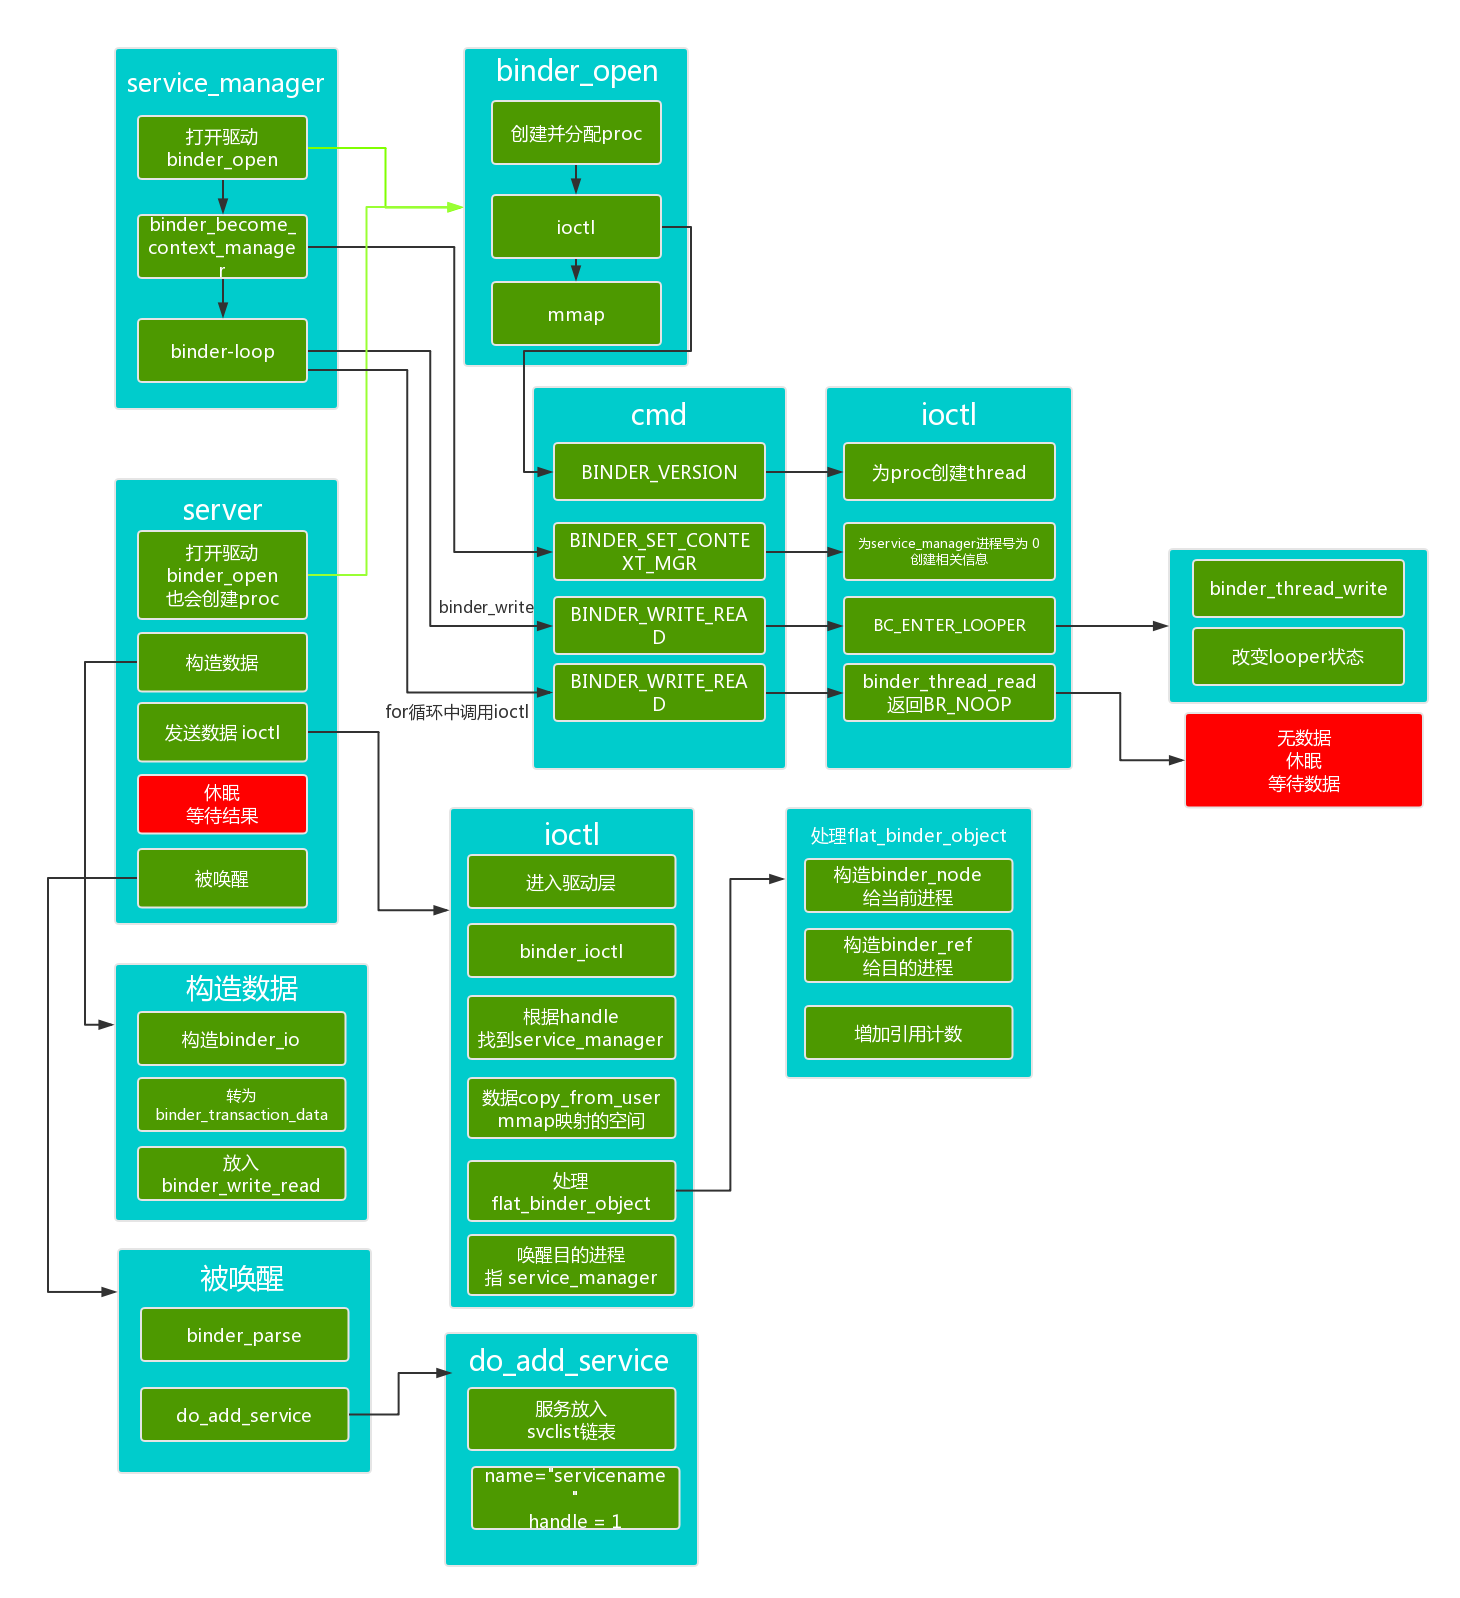 service_manager
打开驱动
binder_open
binder_become_
context_manage
r
binder-loop
binder_open
创建并分配proc
ioctl
mmap
cmd
BINDER_VERSION
BINDER_SET_CONTE
XT_MGR
BINDER_WRITE_REA
D
BINDER_WRITE_REA
D
binder_write
for循环中调用ioctl
ioctl
为proc创建thread
为service_manager进程号为 0
创建相关信息
BC_ENTER_LOOPER
binder_thread_read
返回BR_NOOP
binder_thread_write
改变looper状态
无数据
休眠
等待数据
server
打开驱动
binder_open
也会创建proc
构造数据
发送数据 ioctl
休眠
等待结果
被唤醒
构造数据
构造binder_io
转为
binder_transaction_data
放入
binder_write_read
被唤醒
binder_parse
do_add_service
ioctl
进入驱动层
binder_ioctl
根据handle
找到service_manager
数据copy_from_user
mmap映射的空间
处理
flat_binder_object
唤醒目的进程
指 service_manager
处理flat_binder_object
构造binder_node
给当前进程
构造binder_ref
给目的进程
增加引用计数
do_add_service
服务放入
svclist链表
name="servicename
"
handle = 1